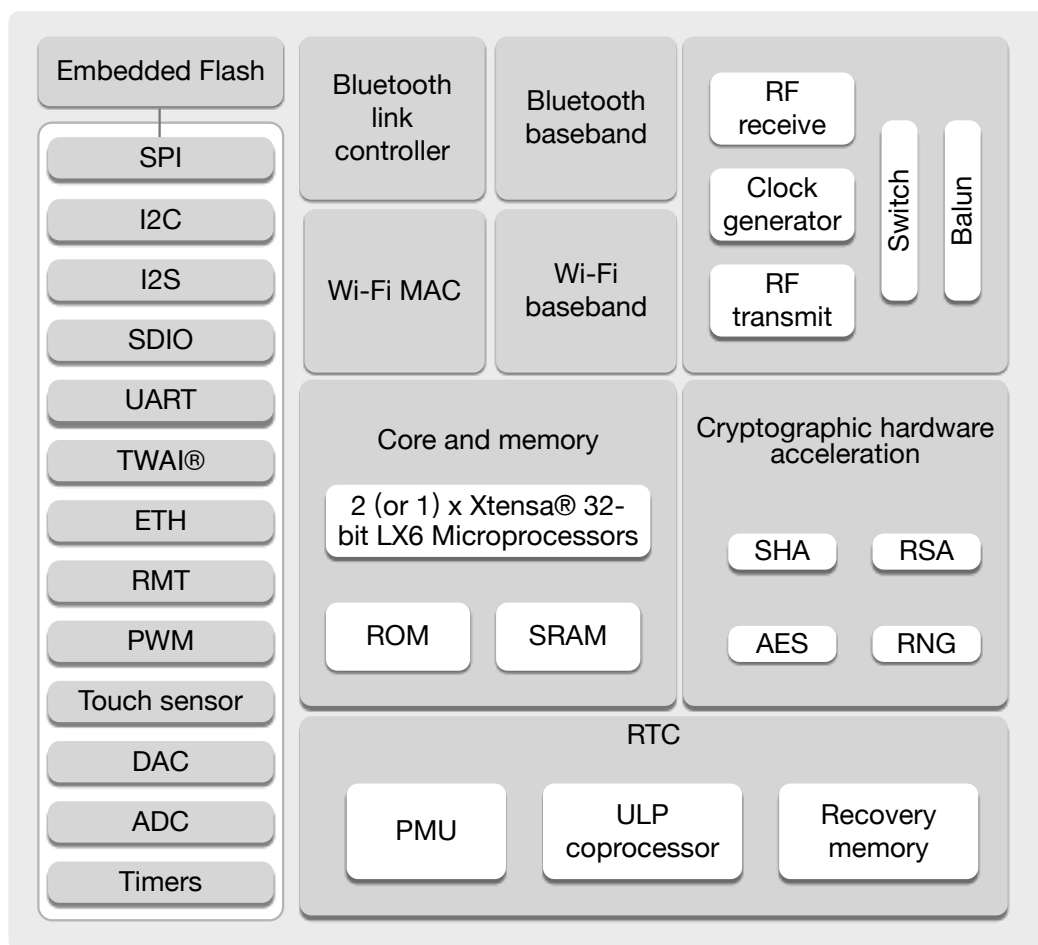 Embedded Flash
SPI
I2C
I2S
SDIO
UART
TWAI®
ETH
RMT
PWM
Touch sensor
DAC
ADC
Timers
Bluetooth
link
controller
Bluetooth
baseband
Wi-Fi MAC
Wi-Fi
baseband
RF
receive
Clock
generator
RF
transmit
Switch
Balun
Core and memory
2 (or 1) x Xtensa® 32-
bit LX6 Microprocessors
ROM
SRAM
Cryptographic hardware
acceleration
SHA
RSA
AES
RNG
RTC
PMU
ULP
coprocessor
Recovery
memory